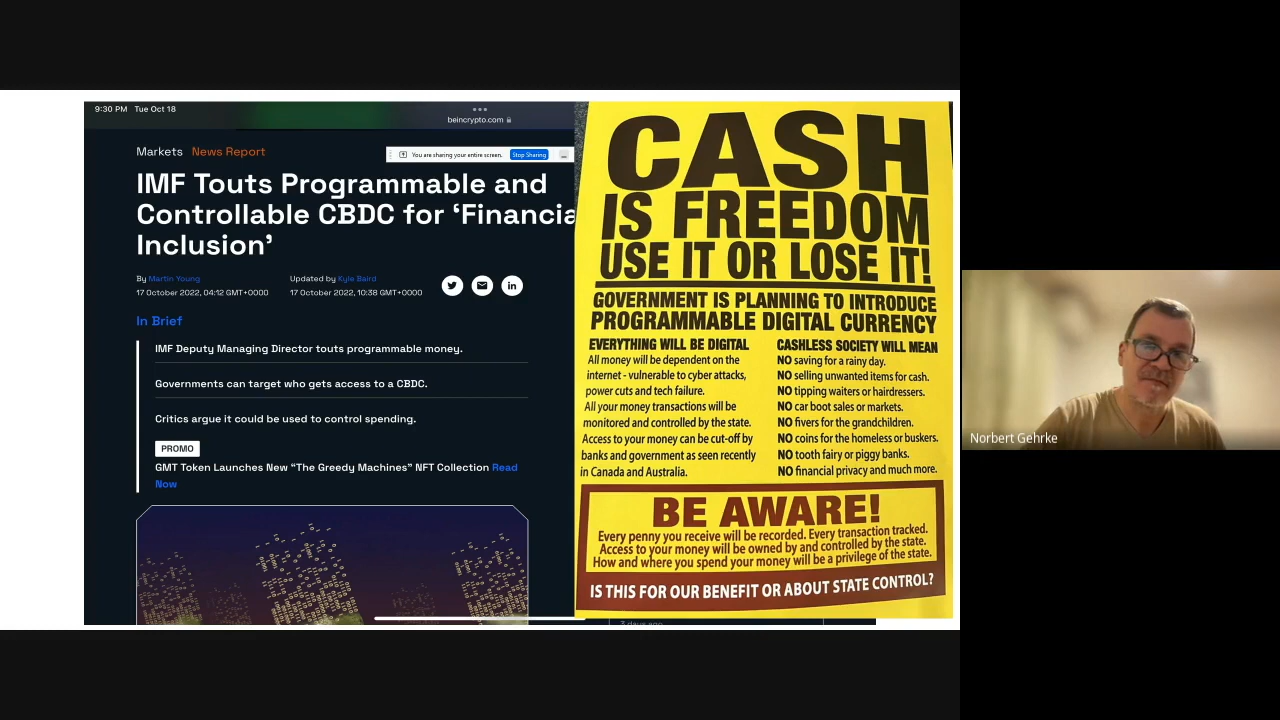 9:30 PM Tue Oct 18
beincrypto.com
Markets News Report
You are sharing your entire screen. Stop Sharing
IMF Touts Programmable and
Controllable CBDC for ‘Financia
Inclusion’
By Martin Young
Updated by Kyle Baird
17 October 2022, 04:12 GMT+0000
17 October 2022, 10:38 GMT+0000
In Brief
IMF Deputy Managing Director touts programmable money.
Governments can target who gets access to a CBDC.
Critics argue it could be used to control spending.
PROMO
GMT Token Launches New “The Greedy Machines” NFT Collection Read
Now
CASH
IS FREEDOM
USE IT OR LOSE IT!
GOVERNMENT IS PLANNING TO INTRODUCE
PROGRAMMABLE DIGITAL CURRENCY
EVERYTHING WILL BE DIGITAL
All money will be dependent on the
internet - vulnerable to cyber attacks,
power cuts and tech failure.
All your money transactions will be
monitored and controlled by the state.
Access to your money can be cut-off by
banks and government as seen recently
in Canada and Australia.
CASHLESS SOCIETY WILL MEAN
NO saving for a rainy day.
NO selling unwanted items for cash.
NO tipping waiters or hairdressers.
NO car boot sales or markets.
NO fivers for the grandchildren.
NO coins for the homeless or buskers.
NO tooth fairy or piggy banks.
NO financial privacy and much more.
BE AWARE!
Every penny you receive will be recorded. Every transaction tracked.
Access to your money will be owned by and controlled by the state.
How and where you spend your money will be a privilege of the state.
IS THIS FOR OUR BENEFIT OR ABOUT STATE CONTROL?
3 days ago
Norbert Gehrke